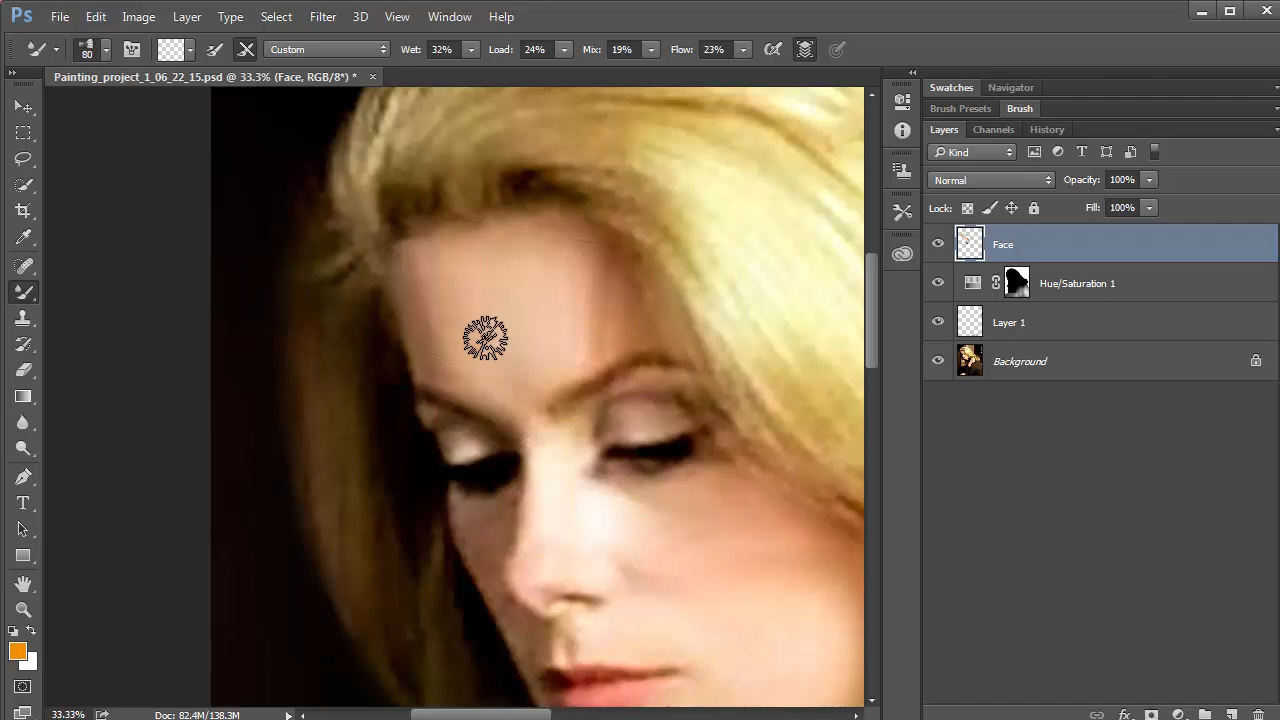 Ps File Edit Image Layer Type Select Filter 3D View Window Help
80 Custom Wet: 32% Load: 24% Mix: 19% Flow: 23%
Painting_project_1_06_22_15.psd @ 33.3% (Face, RGB/8*) *
Swatches Navigator
Brush Presets Brush
Layers Channels History
Kind
Normal Opacity: 100%
Lock: Fill: 100%
Face
Hue/Saturation 1
Layer 1
Background
T
33.33% Doc: 82.4M/138.3M
fx